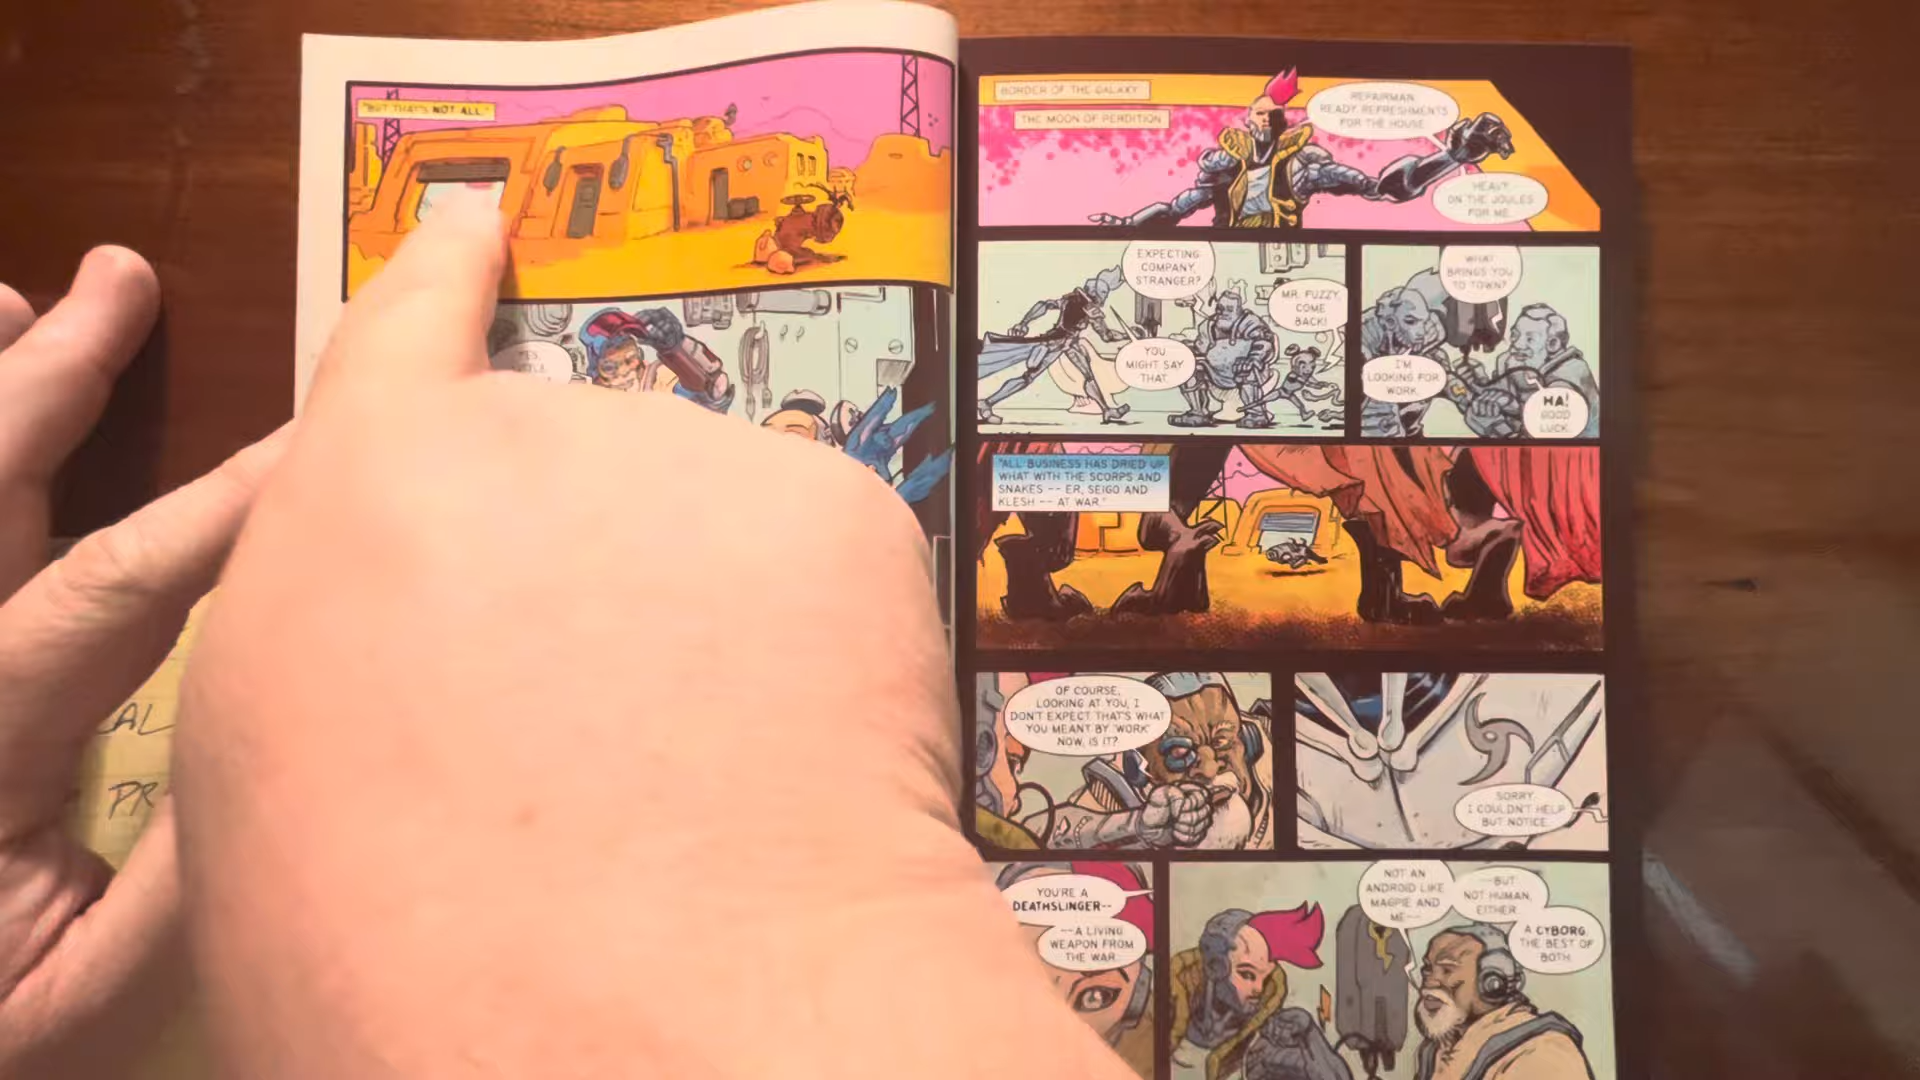 "BUT THAT'S NOT ALL."
YES,
BORDER OF THE GALAXY.
THE MOON OF PERDITION.
REPAIRMAN.
READY REFRESHMENTS
FOR THE HOUSE.
HEAVY
ON THE JOULES
FOR ME.
EXPECTING
COMPANY,
STRANGER?
YOU
MIGHT SAY
THAT.
MR. FUZZY,
COME
BACK!
WHAT
BRINGS YOU
TO TOWN?
I'M
LOOKING FOR
WORK.
HA!
GOOD
LUCK.
"ALL BUSINESS HAS DRIED UP,
WHAT WITH THE SCORPS AND
SNAKES -- ER, SEIGO AND
KLESH -- AT WAR."
OF COURSE,
LOOKING AT YOU, I
DON'T EXPECT THAT'S WHAT
YOU MEANT BY "WORK"
NOW, IS IT?
SORRY.
I COULDN'T HELP
BUT NOTICE.
YOU'RE A
DEATHSLINGER--
--A LIVING
WEAPON FROM
THE WAR.
NOT AN
ANDROID LIKE
MAGPIE AND
ME--
--BUT
NOT HUMAN,
EITHER.
A CYBORG.
THE BEST OF
BOTH.
AL
PR